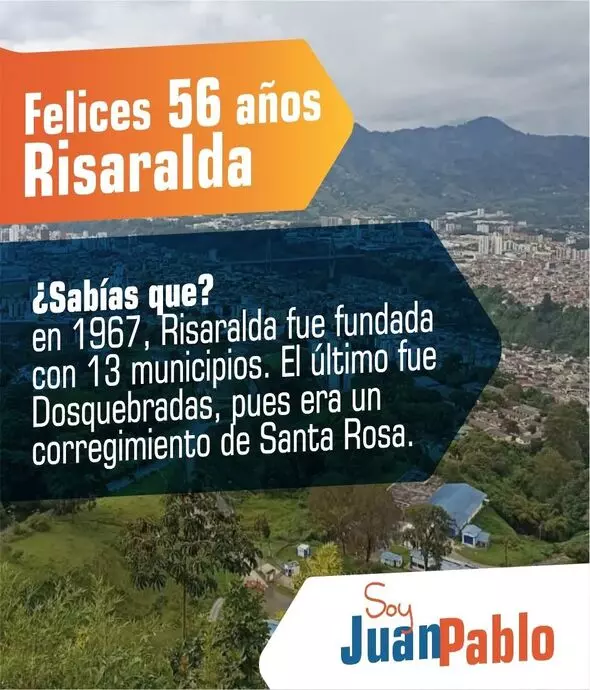 Felices 56 años
Risaralda
¿Sabías que?
en 1967, Risaralda fue fundada
con 13 municipios. El último fue
Dosquebradas, pues era un
corregimiento de Santa Rosa.
Soy
JuanPablo